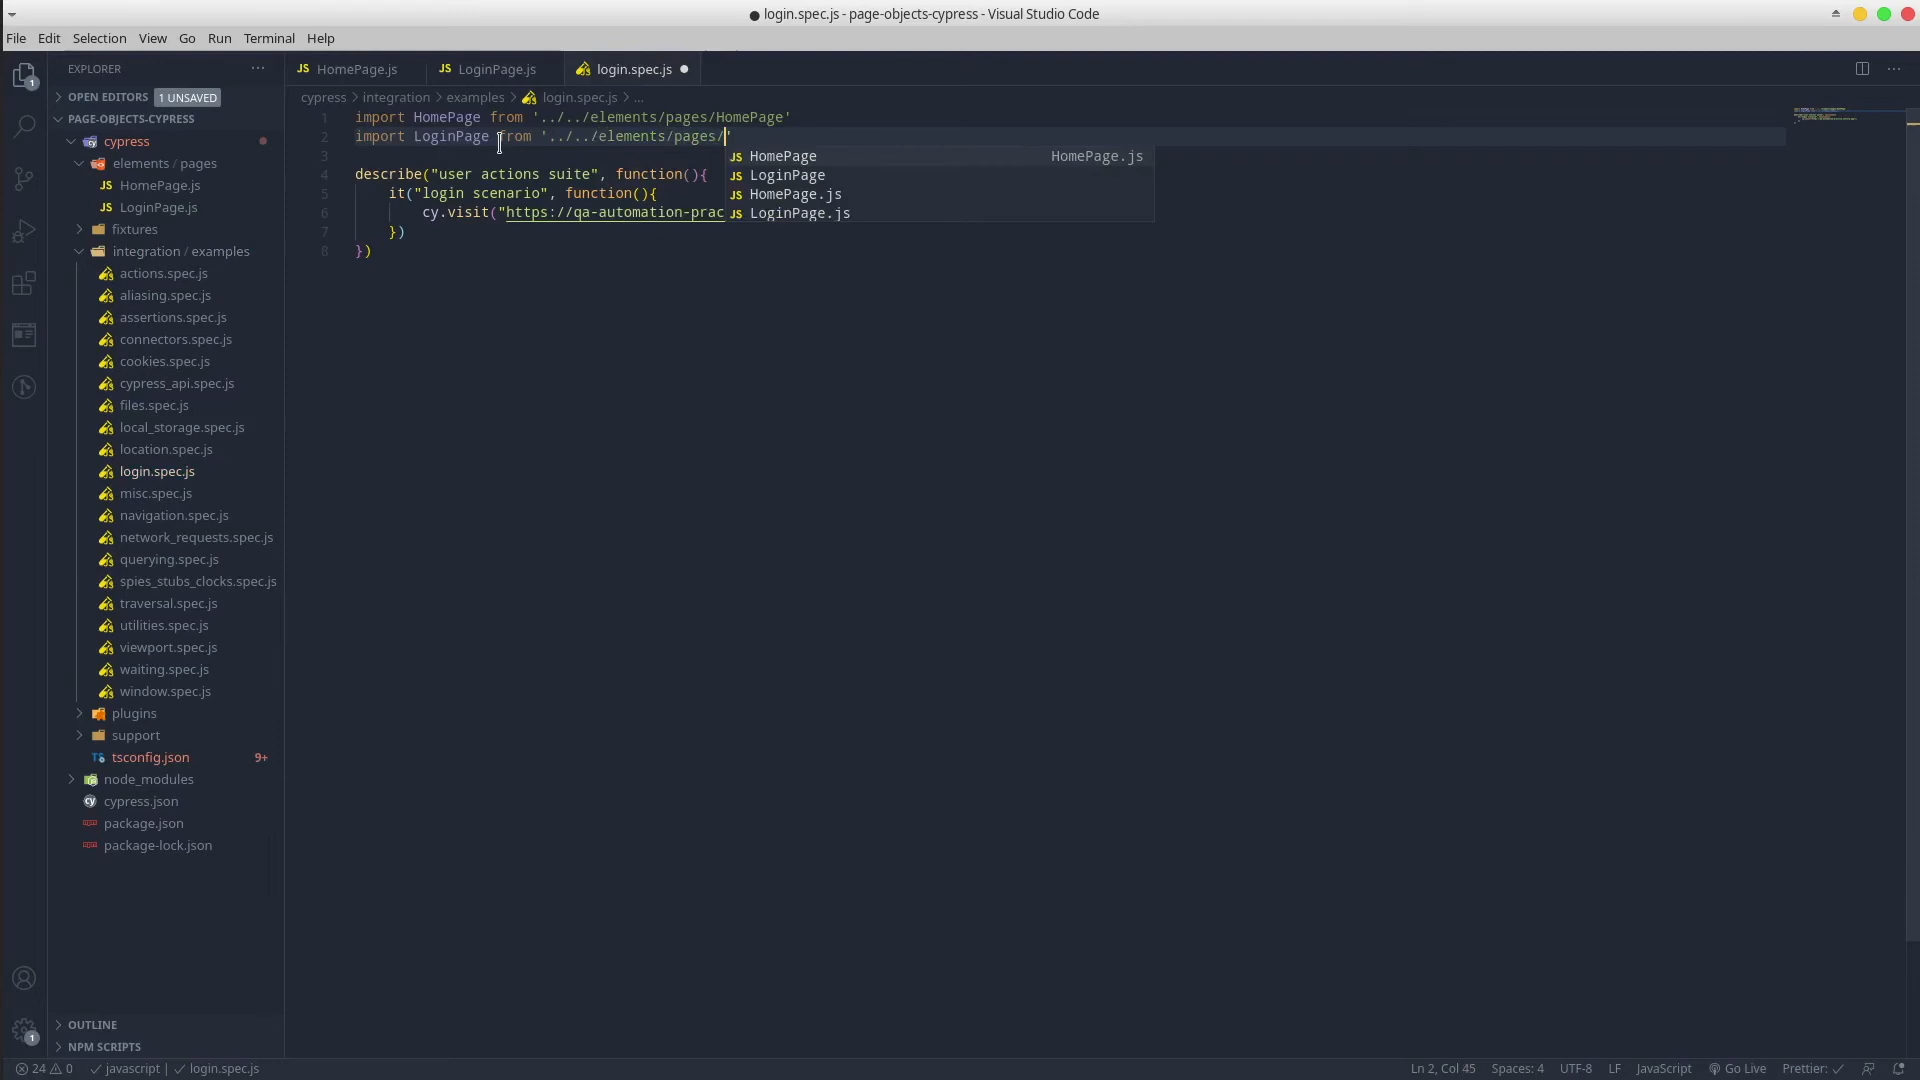 login.spec.js - page-objects-cypress - Visual Studio Code
File Edit Selection View Go Run Terminal Help
EXPLORER
HomePage.js
LoginPage.js
login.spec.js
OPEN EDITORS 1 UNSAVED
cypress > integration > examples > login.spec.js > ...
PAGE-OBJECTS-CYPRESS
cypress
elements / pages
HomePage.js
LoginPage.js
fixtures
integration / examples
actions.spec.js
aliasing.spec.js
assertions.spec.js
connectors.spec.js
cookies.spec.js
cypress_api.spec.js
files.spec.js
local_storage.spec.js
location.spec.js
login.spec.js
misc.spec.js
navigation.spec.js
network_requests.spec.js
querying.spec.js
spies_stubs_clocks.spec.js
traversal.spec.js
utilities.spec.js
viewport.spec.js
waiting.spec.js
window.spec.js
plugins
support
TS tsconfig.json 9+
node_modules
cy cypress.json
package.json
package-lock.json
OUTLINE
NPM SCRIPTS
1 import HomePage from '../../elements/pages/HomePage'
2 import LoginPage from '../../elements/pages/'
3
4 describe("user actions suite", function(){
5 it("login scenario", function(){
6 cy.visit("https://qa-automation-prac
7 })
8 })
JS HomePage HomePage.js
JS LoginPage
JS HomePage.js
JS LoginPage.js
24 0 javascript | login.spec.js
Ln 2, Col 45 Spaces: 4 UTF-8 LF JavaScript Go Live Prettier: